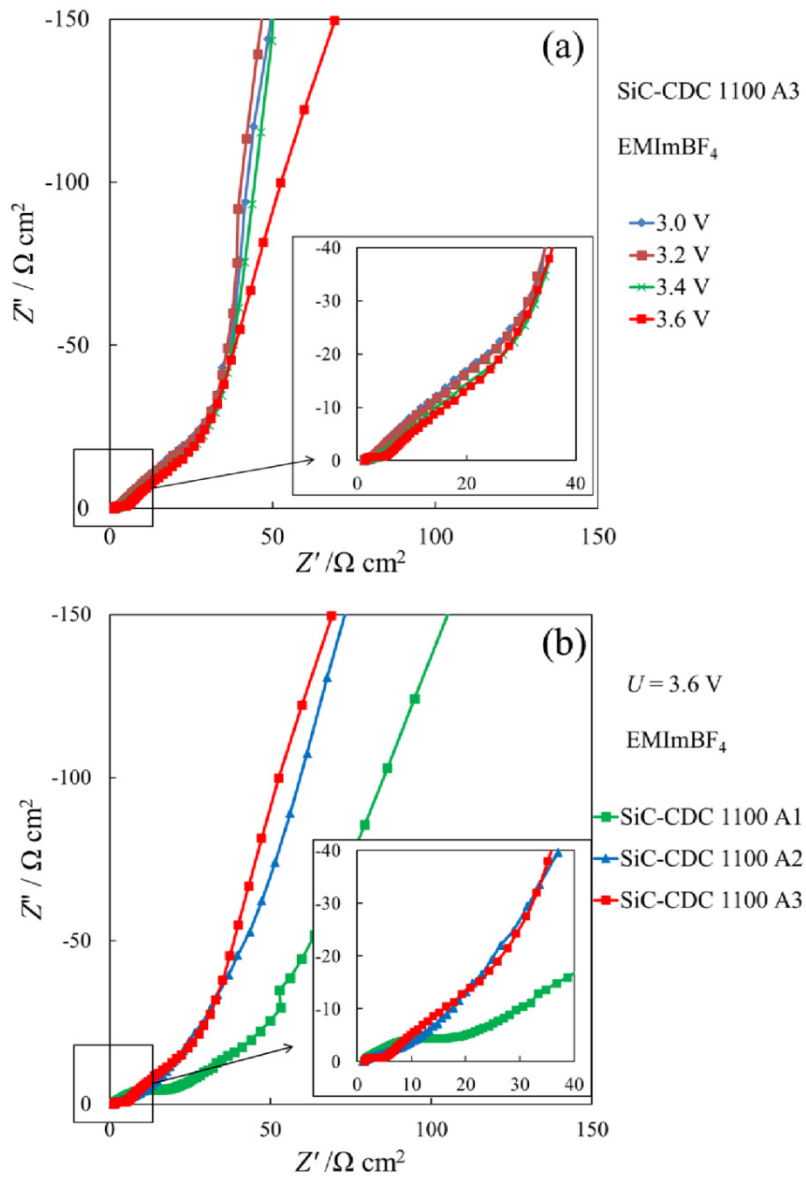 -150
(a)
SiC-CDC 1100 A3
EMImBF4
-100
3.0 V
3.2 V
3.4 V
3.6 V
Z'' / Ω cm²
-40
-30
-20
-10
0
0
20
40
-50
0
0
50
100
150
Z' /Ω cm²
-150
(b)
U = 3.6 V
EMImBF4
-100
SiC-CDC 1100 A1
SiC-CDC 1100 A2
SiC-CDC 1100 A3
Z'' / Ω cm²
-40
-30
-20
-10
0
0
10
20
30
40
-50
0
0
50
100
150
Z' /Ω cm²